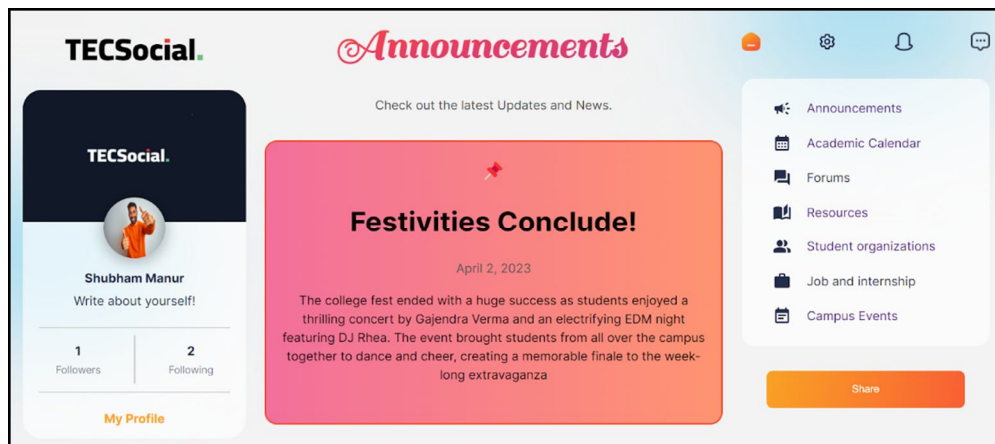 TECSocial.
TECSocial.
Shubham Manur
Write about yourself!
1
Followers
2
Following
My Profile
Announcements
Check out the latest Updates and News.
Festivities Conclude!
April 2, 2023
The college fest ended with a huge success as students enjoyed a
thrilling concert by Gajendra Verma and an electrifying EDM night
featuring DJ Rhea. The event brought students from all over the campus
together to dance and cheer, creating a memorable finale to the week-
long extravaganza
Announcements
Academic Calendar
Forums
Resources
Student organizations
Job and internship
Campus Events
Share